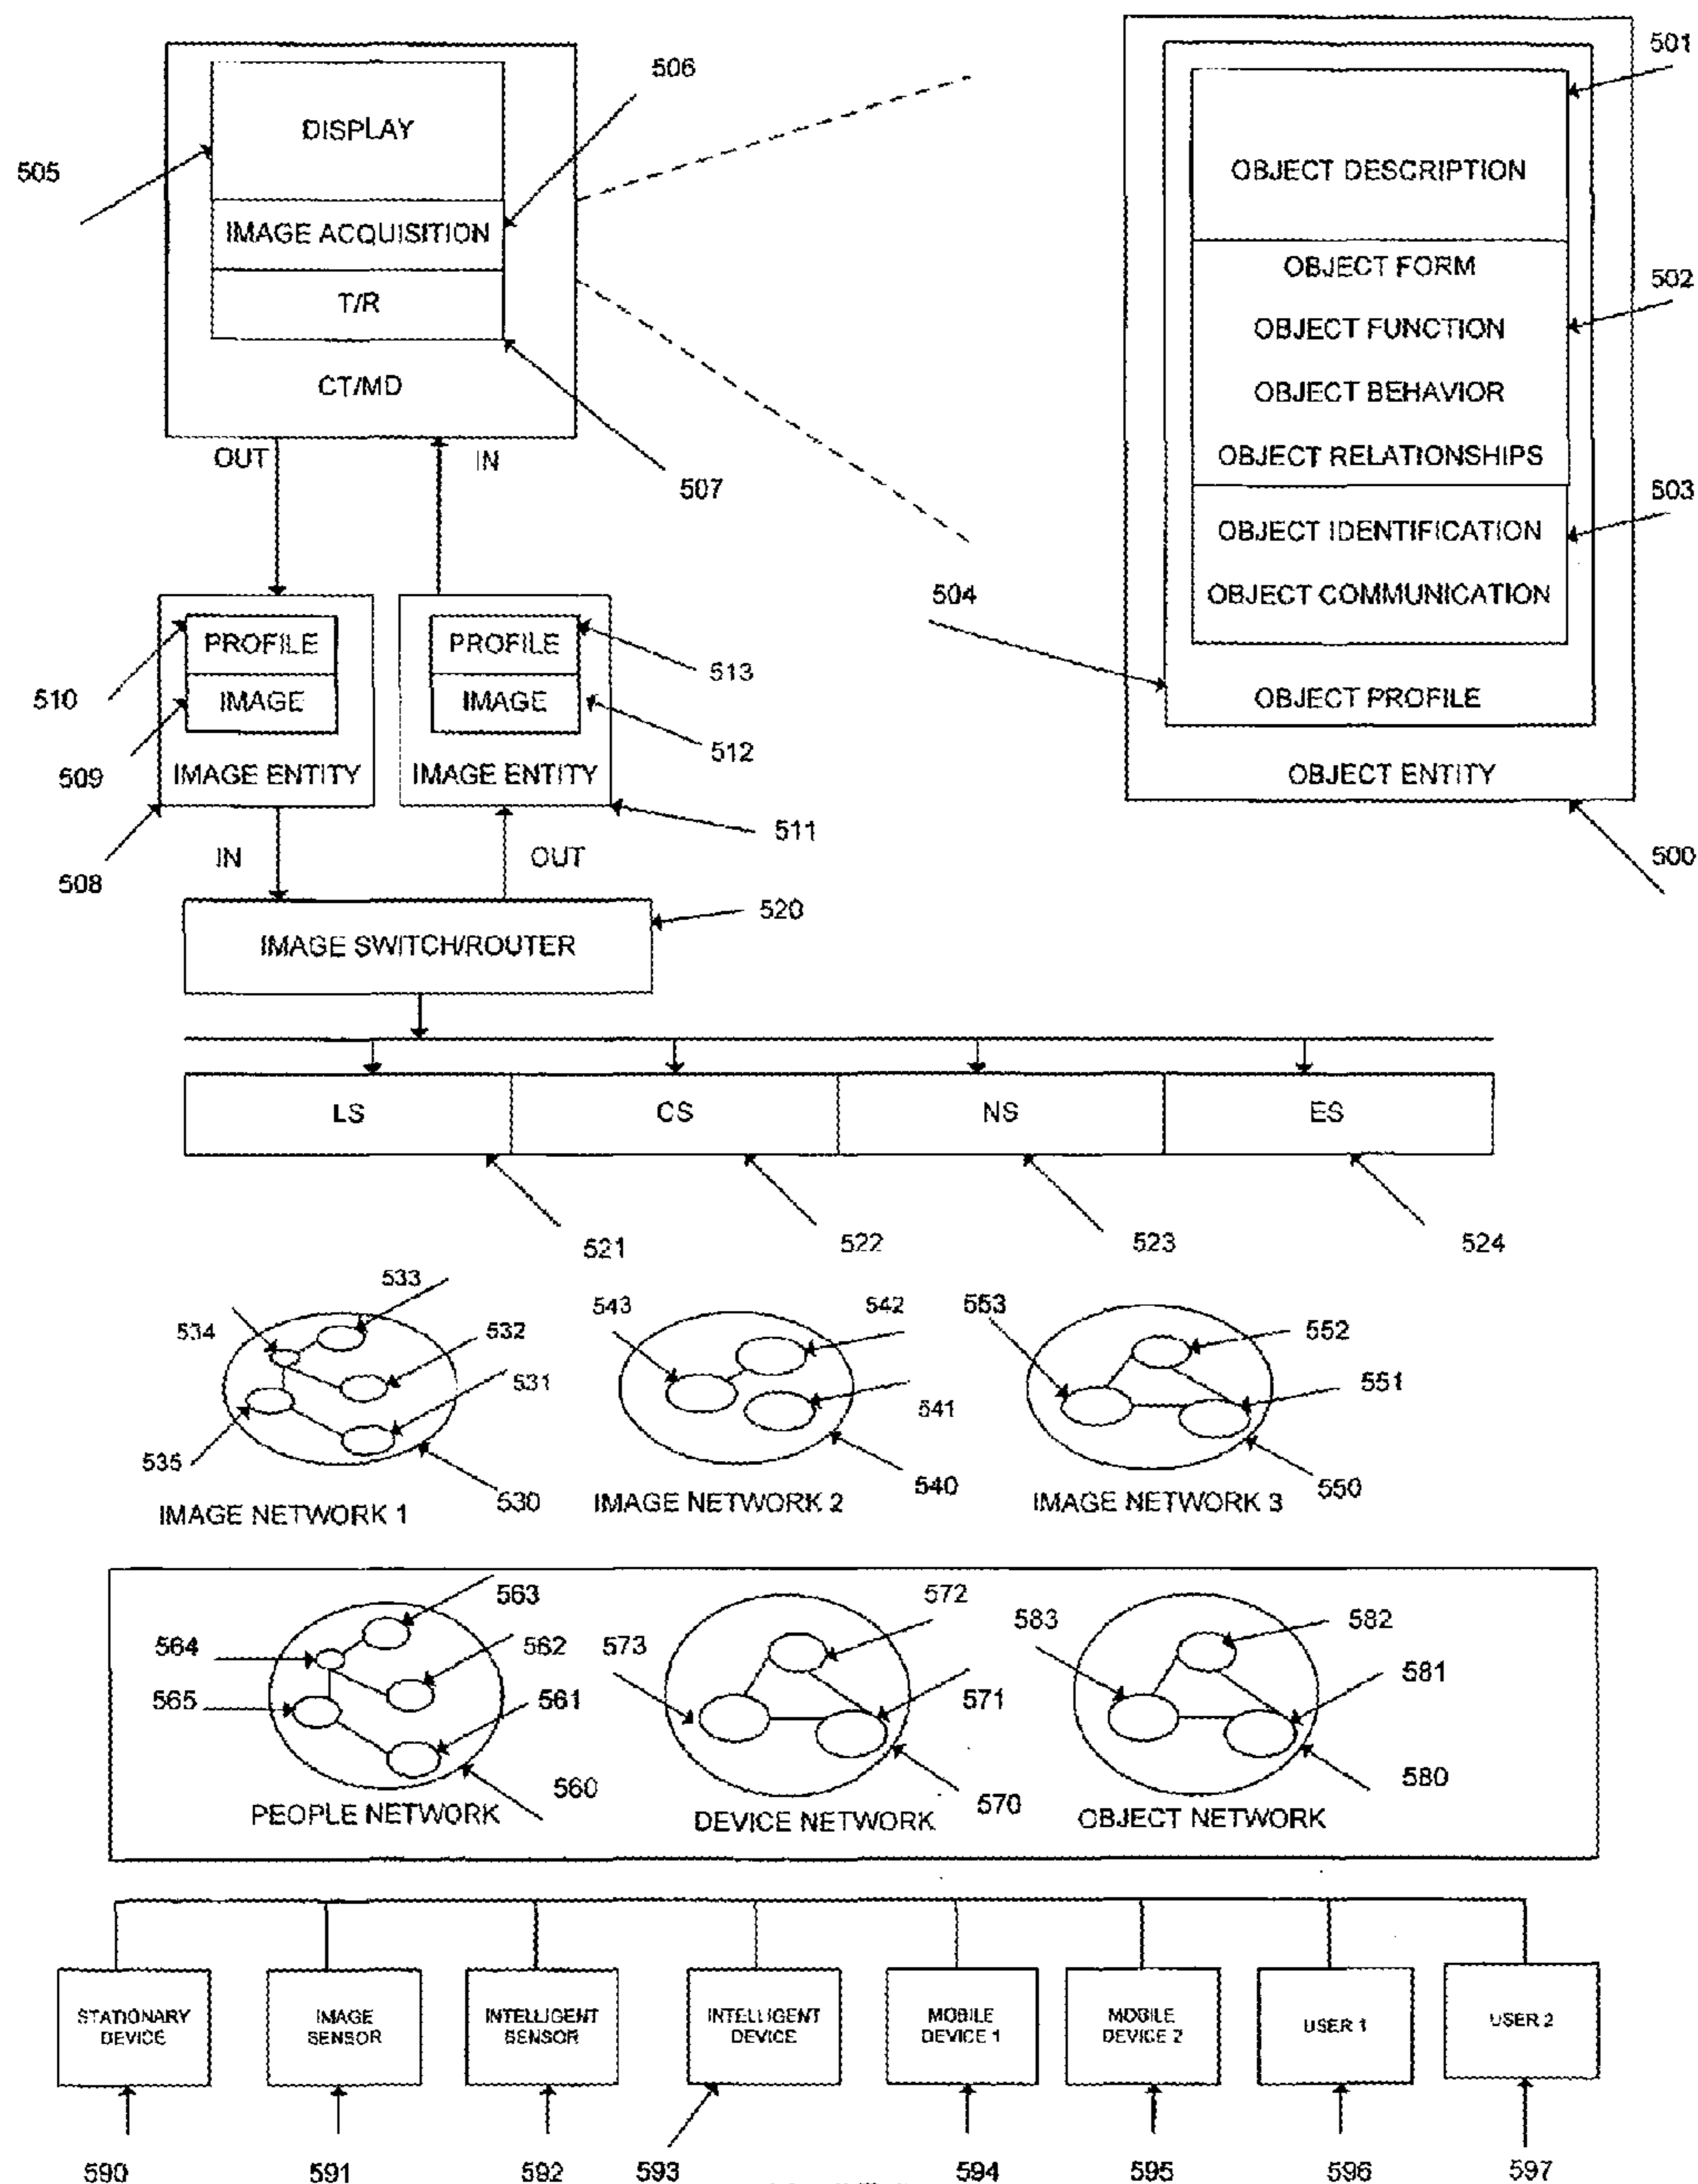 501
506
DISPLAY
505
OBJECT DESCRIPTION
IMAGE ACQUISITION
OBJECT FORM
502
T/R
OBJECT FUNCTION
CT/MD
OBJECT BEHAVIOR
OUT
IN
OBJECT RELATIONSHIPS
507
503
OBJECT IDENTIFICATION
504
OBJECT COMMUNICATION
PROFILE
PROFILE
513
510
IMAGE
IMAGE
OBJECT PROFILE
512
509
IMAGE ENTITY
IMAGE ENTITY
OBJECT ENTITY
511
IN
OUT
500
508
520
IMAGE SWITCH/ROUTER
LS
CS
NS
ES
521
522
523
524
533
543
542
553
534
532
552
531
551
541
535
540
530
550
IMAGE NETWORK 1
IMAGE NETWORK 2
IMAGE NETWORK 3
563
572
564
562
573
583
582
565
561
571
581
560
570
580
PEOPLE NETWORK
DEVICE NETWORK
OBJECT NETWORK
STATIONARY
DEVICE
IMAGE
SENSOR
INTELLIGENT
SENSOR
INTELLIGENT
DEVICE
MOBILE
DEVICE 1
MOBILE
DEVICE 2
USER 1
USER 2
590
591
592
593
594
595
596
597